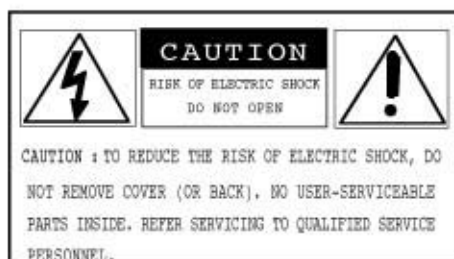 CAUTION
RISK OF ELECTRIC SHOCK
DO NOT OPEN
CAUTION : TO REDUCE THE RISK OF ELECTRIC SHOCK, DO
NOT REMOVE COVER (OR BACK). NO USER-SERVICEABLE
PARTS INSIDE. REFER SERVICING TO QUALIFIED SERVICE
PERSONNEL.